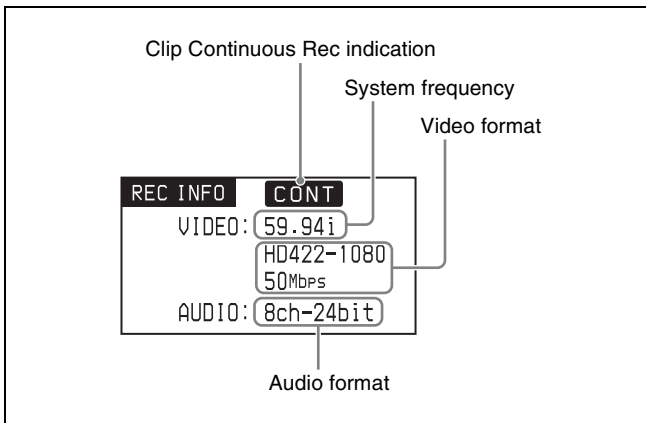 Clip Continuous Rec indication
System frequency
Video format
REC INFO CONT
VIDEO: 59.94i
HD422-1080
50Mbps
AUDIO: 8ch-24bit
Audio format